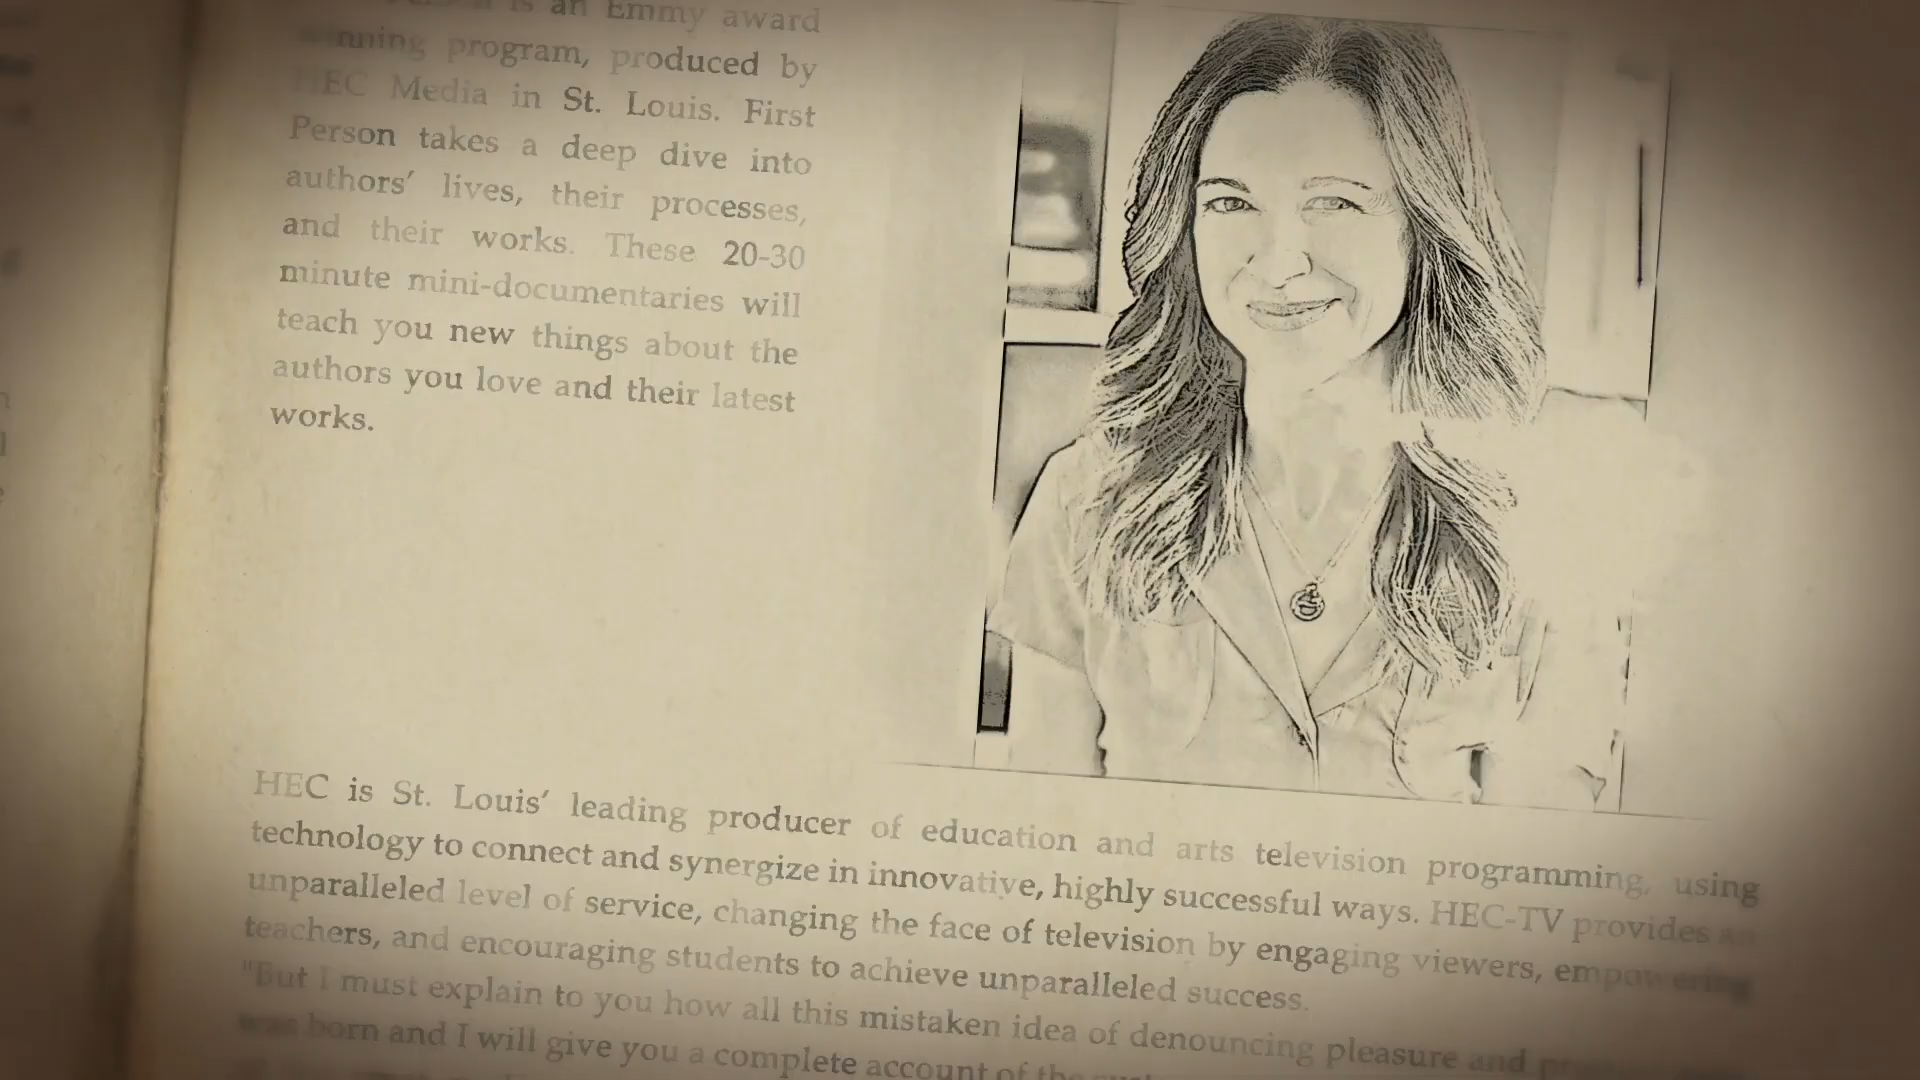 is an Emmy award
winning program, produced by
HEC Media in St. Louis. First
Person takes a deep dive into
authors' lives, their processes,
and their works. These 20-30
minute mini-documentaries will
teach you new things about the
authors you love and their latest
works.
HEC is St. Louis' leading producer of education and arts television programming, using
technology to connect and synergize in innovative, highly successful ways. HEC-TV provides an
unparalleled level of service, changing the face of television by engaging viewers, empowering
teachers, and encouraging students to achieve unparalleled success.
"But I must explain to you how all this mistaken idea of denouncing pleasure and
was born and I will give you a complete account of the